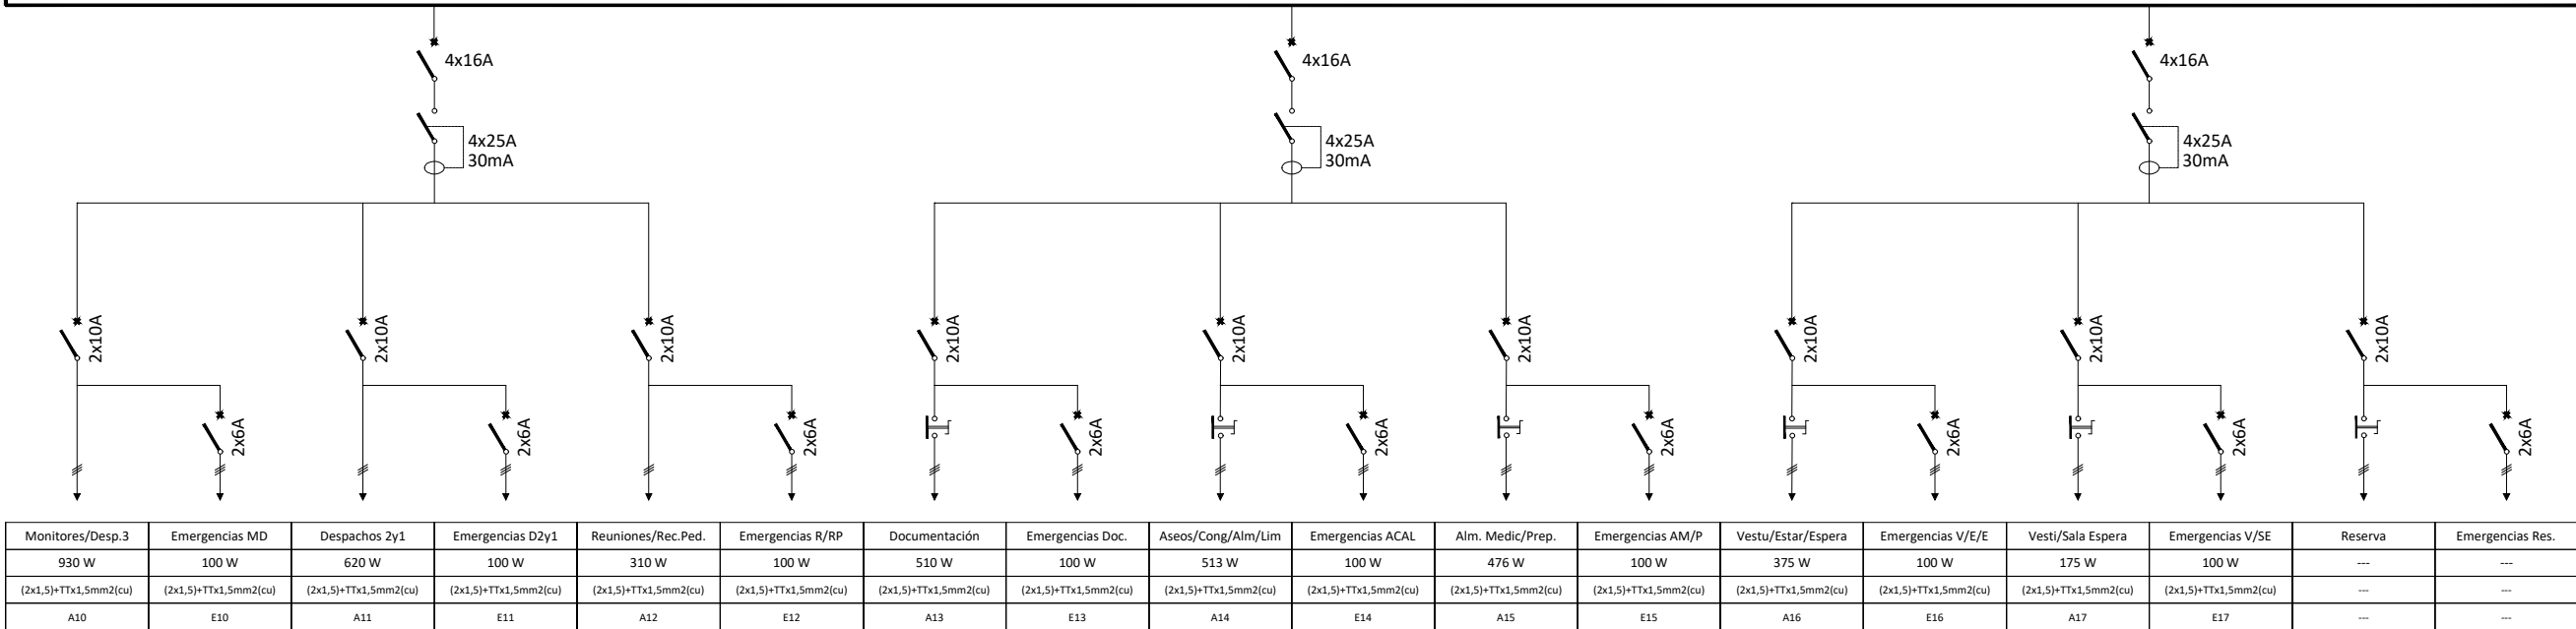 4x16A
4x16A
4x16A
4x25A
30mA
4x25A
30mA
4x25A
30mA
2x10A
2x10A
2x10A
2x10A
2x10A
2x10A
2x10A
2x10A
2x10A
2x6A
2x6A
2x6A
2x6A
2x6A
2x6A
2x6A
2x6A
2x6A
Monitores/Desp.3 Emergencias MD Despachos 2y1 Emergencias D2y1 Reuniones/Rec.Ped. Emergencias R/RP Documentación Emergencias Doc. Aseos/Cong/Alm/Lim Emergencias ACAL Alm. Medic/Prep. Emergencias AM/P Vestu/Estar/Espera Emergencias V/E/E Vesti/Sala Espera Emergencias V/SE Reserva Emergencias Res.
930 W 100 W 620 W 100 W 310 W 100 W 510 W 100 W 513 W 100 W 476 W 100 W 375 W 100 W 175 W 100 W --- ---
(2x1,5)+TTx1,5mm2(cu) (2x1,5)+TTx1,5mm2(cu) (2x1,5)+TTx1,5mm2(cu) (2x1,5)+TTx1,5mm2(cu) (2x1,5)+TTx1,5mm2(cu) (2x1,5)+TTx1,5mm2(cu) (2x1,5)+TTx1,5mm2(cu) (2x1,5)+TTx1,5mm2(cu) (2x1,5)+TTx1,5mm2(cu) (2x1,5)+TTx1,5mm2(cu) (2x1,5)+TTx1,5mm2(cu) (2x1,5)+TTx1,5mm2(cu) (2x1,5)+TTx1,5mm2(cu) (2x1,5)+TTx1,5mm2(cu) (2x1,5)+TTx1,5mm2(cu) (2x1,5)+TTx1,5mm2(cu) --- ---
A10 E10 A11 E11 A12 E12 A13 E13 A14 E14 A15 E15 A16 E16 A17 E17 --- ---